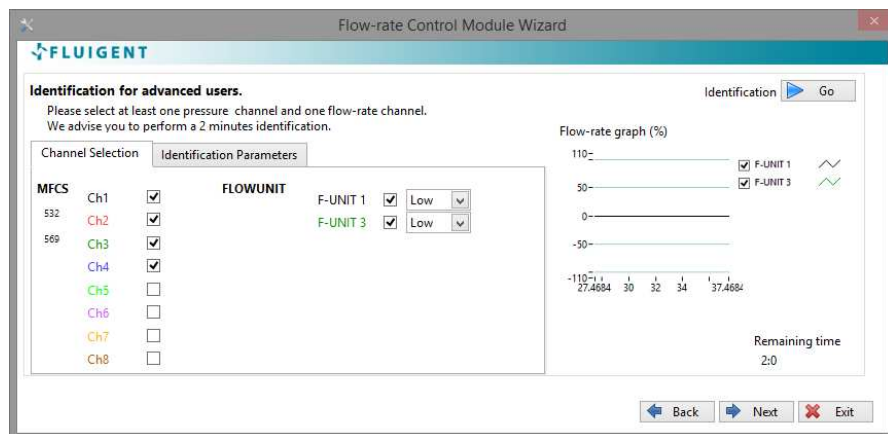 Flow-rate Control Module Wizard
FLUIGENT
Identification for advanced users.
Please select at least one pressure channel and one flow-rate channel.
We advise you to perform a 2 minutes identification.
Identification Go
Channel Selection Identification Parameters
MFCS
532
569
Ch1
Ch2
Ch3
Ch4
Ch5
Ch6
Ch7
Ch8
FLOWUNIT
F-UNIT 1 Low
F-UNIT 3 Low
Flow-rate graph (%)
110
50
0
-50
-110
27.4684 30 32 34 37.4684
F-UNIT 1
F-UNIT 3
Remaining time
2:0
Back Next Exit